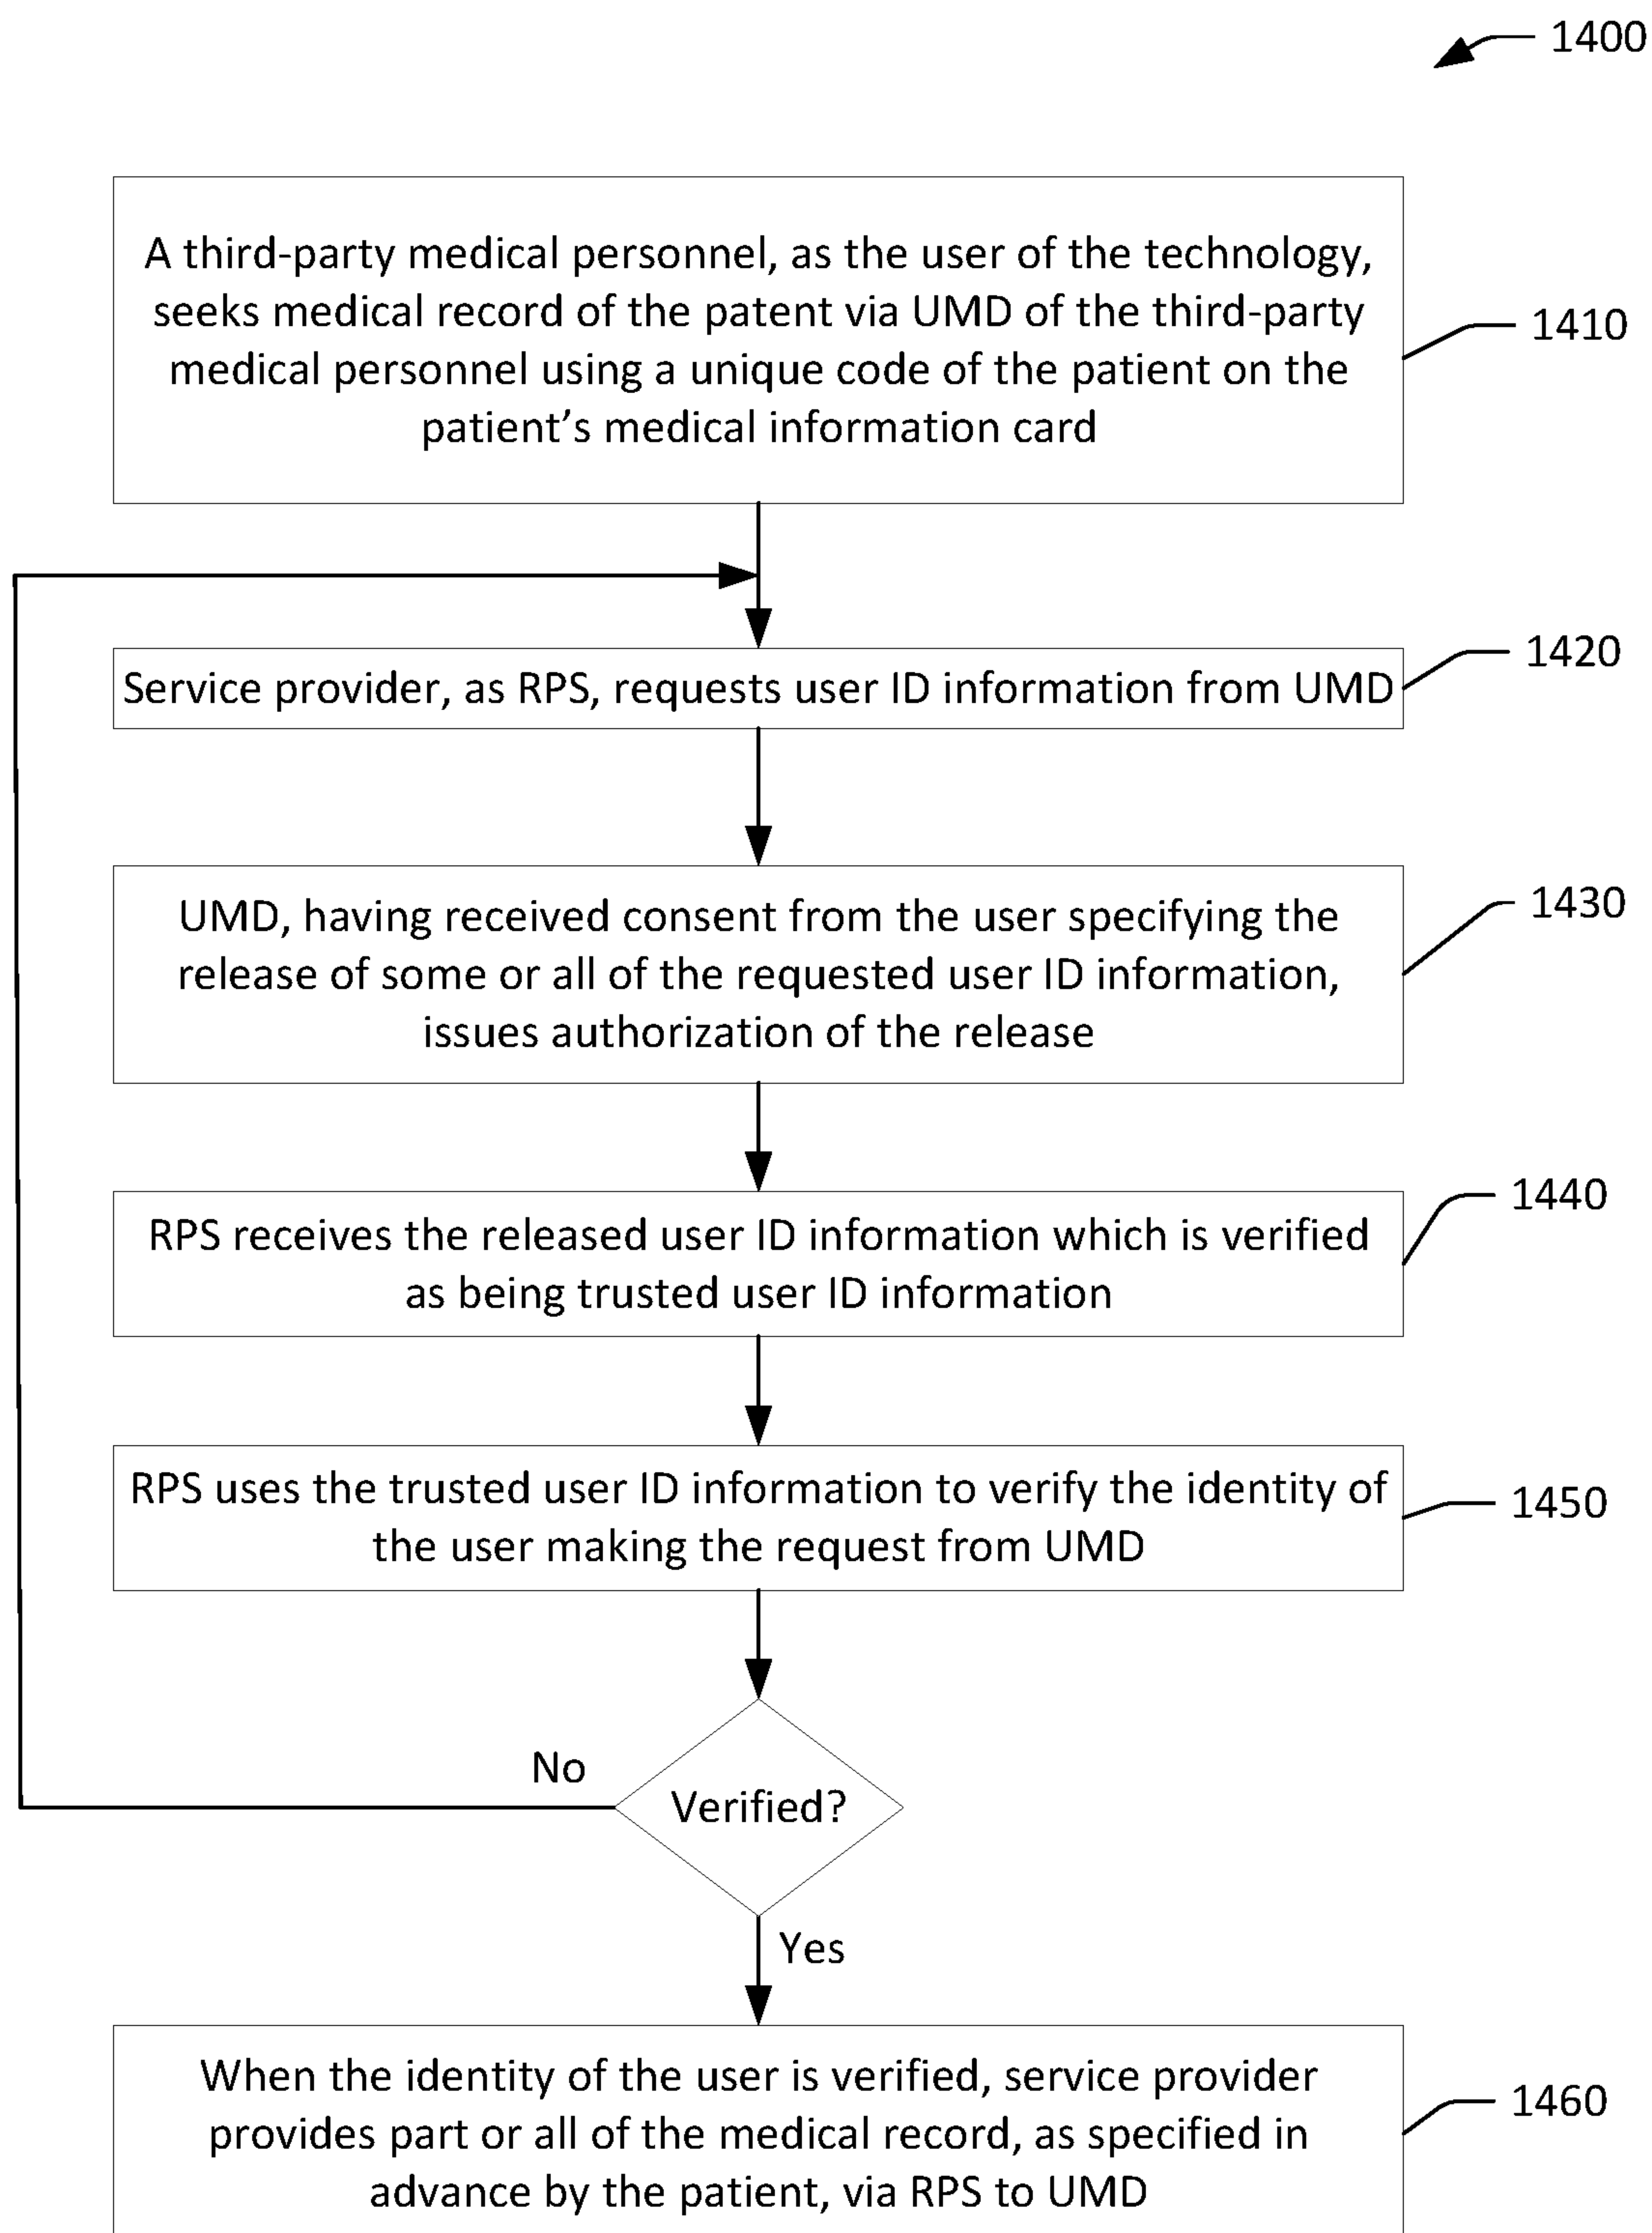 1400
A third-party medical personnel, as the user of the technology,
seeks medical record of the patent via UMD of the third-party
medical personnel using a unique code of the patient on the
patient’s medical information card
1410
Service provider, as RPS, requests user ID information from UMD
1420
UMD, having received consent from the user specifying the
release of some or all of the requested user ID information,
issues authorization of the release
1430
RPS receives the released user ID information which is verified
as being trusted user ID information
1440
RPS uses the trusted user ID information to verify the identity of
the user making the request from UMD
1450
Verified?
No
Yes
When the identity of the user is verified, service provider
provides part or all of the medical record, as specified in
advance by the patient, via RPS to UMD
1460